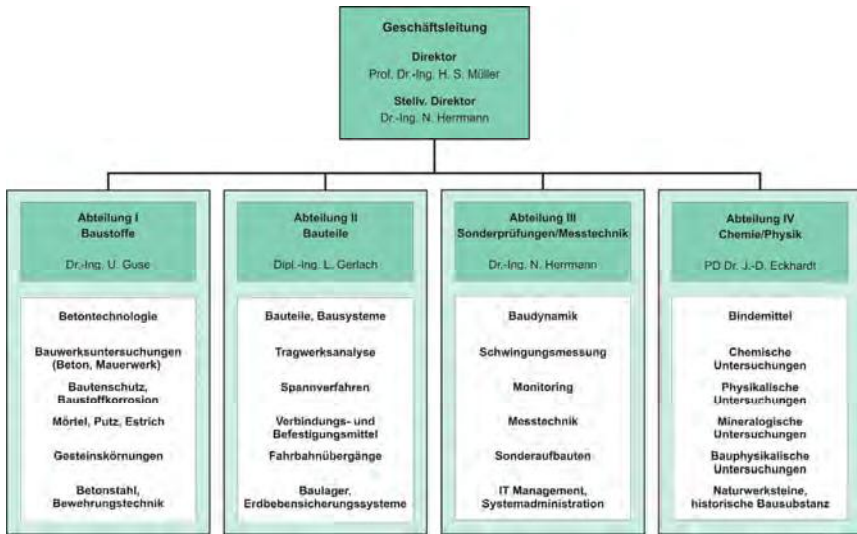 Geschäftsleitung
Direktor
Prof. Dr.-Ing. H. S. Müller
Stellv. Direktor
Dr.-Ing. N. Herrmann
Abteilung I
Baustoffe
Dr.-Ing. U. Guse
Betontechnologie
Bauwerksuntersuchungen
(Beton, Mauerwerk)
Bautenschutz,
Baustoffkorrosion
Mörtel, Putz, Estrich
Gesteinskörnungen
Betonstahl,
Bewehrungstechnik
Abteilung II
Bauteile
Dipl.-Ing. L. Gerlach
Bauteile, Bausysteme
Tragwerksanalyse
Spannverfahren
Verbindungs- und
Befestigungsmittel
Fahrbahnübergänge
Baulager,
Erdbebensicherungssysteme
Abteilung III
Sonderprüfungen/Messtechnik
Dr.-Ing. N. Herrmann
Baudynamik
Schwingungsmessung
Monitoring
Messtechnik
Sonderaufbauten
IT Management,
Systemadministration
Abteilung IV
Chemie/Physik
PD Dr. J.-D. Eckhardt
Bindemittel
Chemische
Untersuchungen
Physikalische
Untersuchungen
Mineralogische
Untersuchungen
Bauphysikalische
Untersuchungen
Naturwerksteine,
historische Bausubstanz